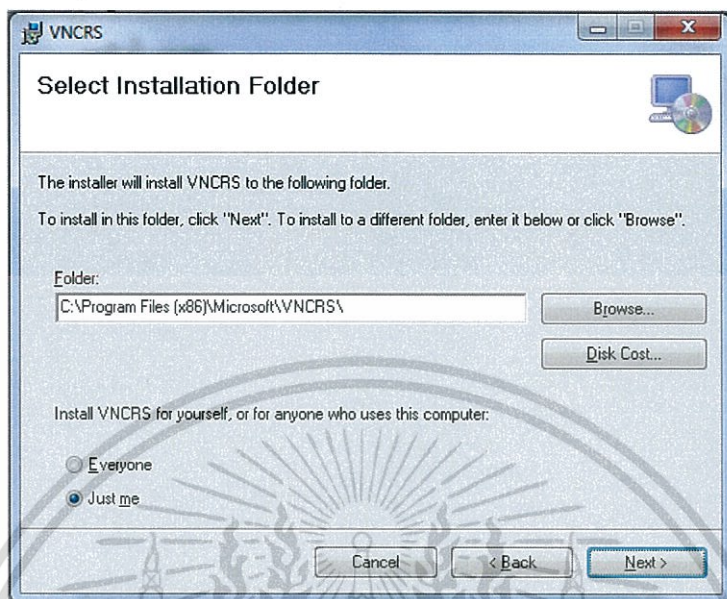 VNCRS
Select Installation Folder
The installer will install VNCRS to the following folder.
To install in this folder, click "Next". To install to a different folder, enter it below or click "Browse".
Folder:
C:\Program Files (x86)\Microsoft\VNCRS\
Browse...
Disk Cost...
Install VNCRS for yourself, or for anyone who uses this computer:
Everyone
Just me
Cancel
< Back
Next >